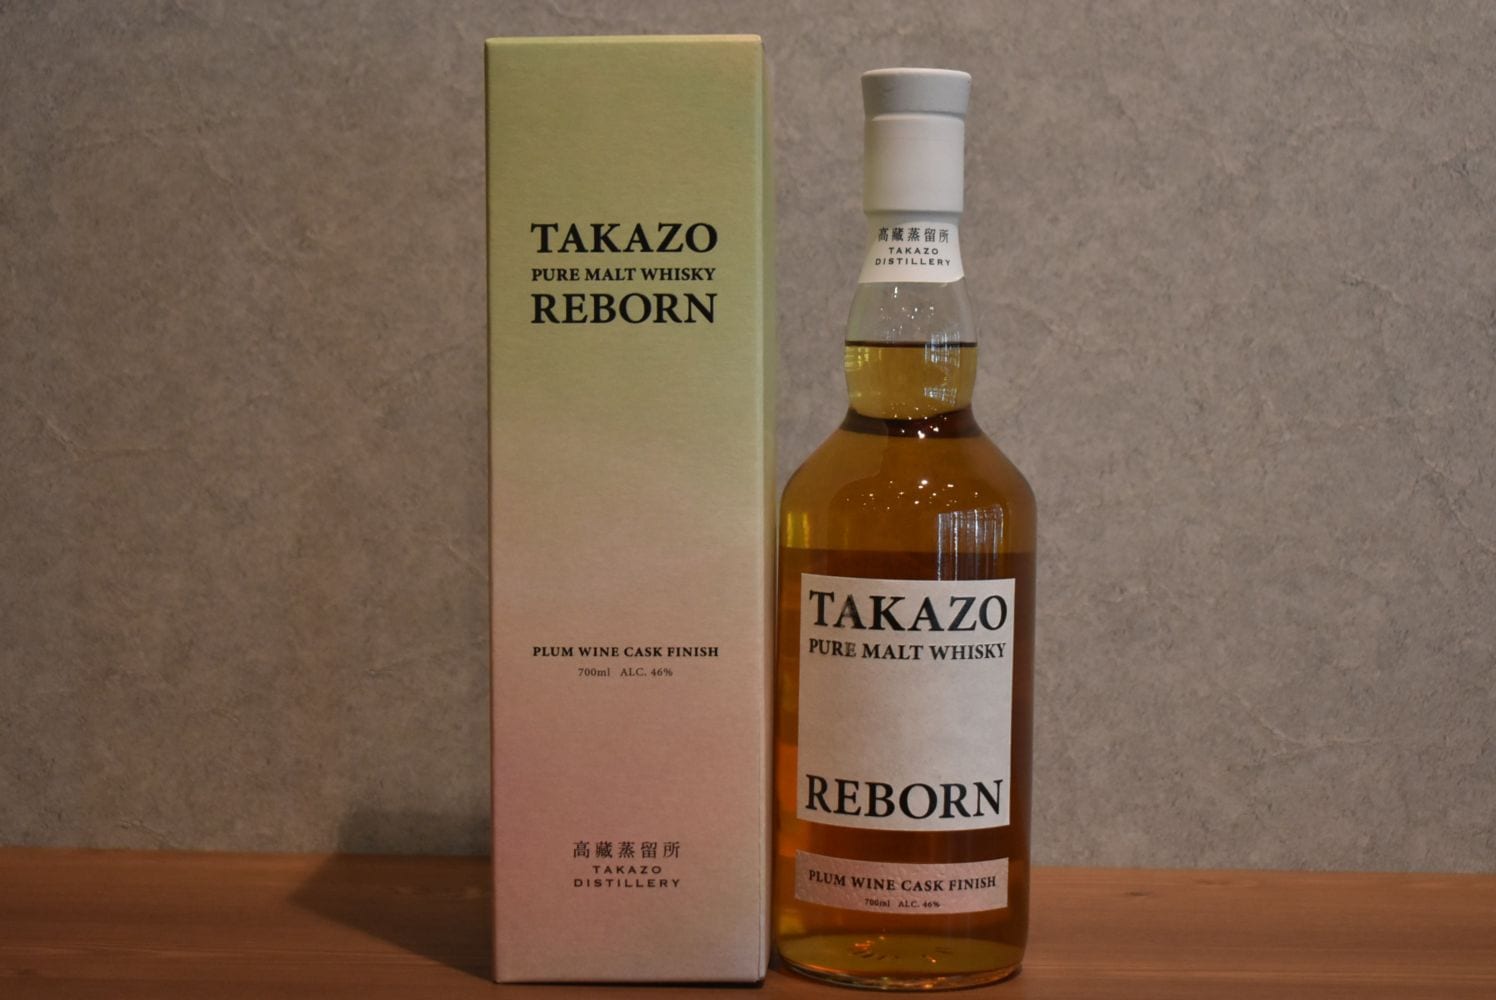 TAKAZO
PURE MALT WHISKY
REBORN
PLUM WINE CASK FINISH
700ml ALC. 46%
高藏蒸留所
TAKAZO
DISTILLERY
高藏蒸留所
TAKAZO
DISTILLERY
TAKAZO
PURE MALT WHISKY
REBORN
PLUM WINE CASK FINISH
700ml ALC. 46%